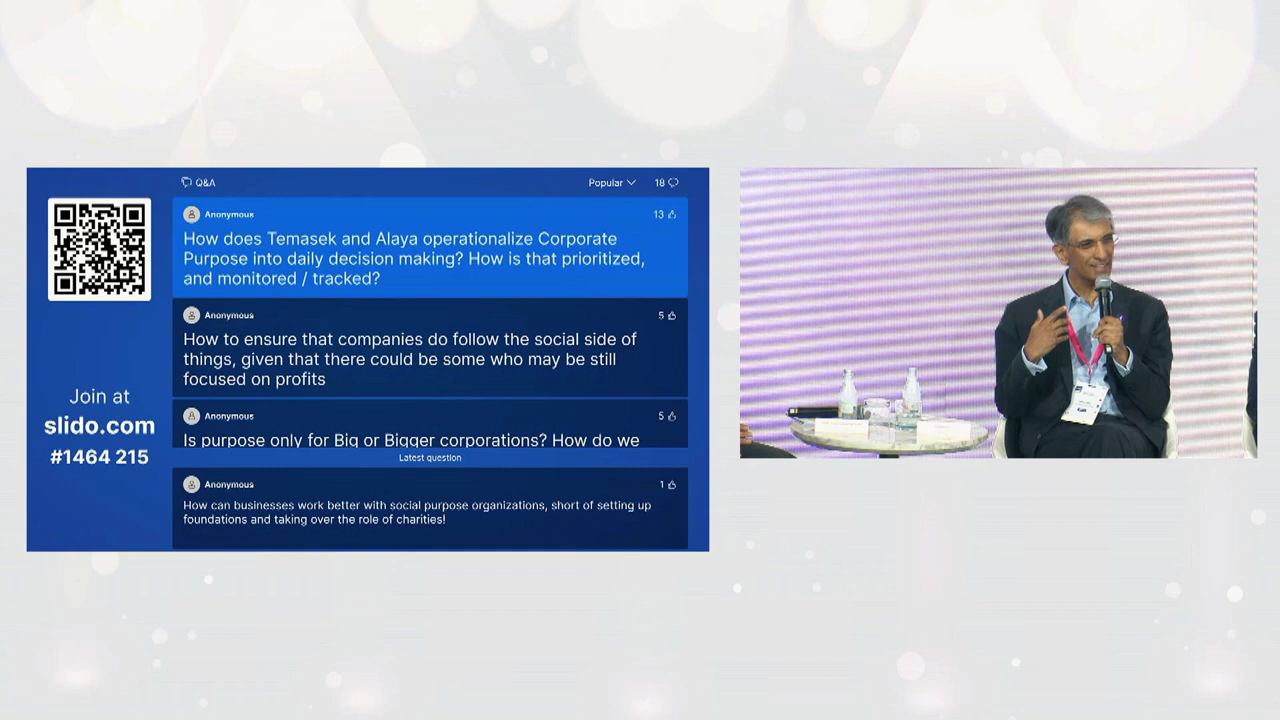 Q&A
Popular
18
Anonymous
13
How does Temasek and Alaya operationalize Corporate
Purpose into daily decision making? How is that prioritized,
and monitored / tracked?
Anonymous
5
How to ensure that companies do follow the social side of
things, given that there could be some who may be still
focused on profits
Anonymous
5
Is purpose only for Big or Bigger corporations? How do we
Latest question
Anonymous
1
How can businesses work better with social purpose organizations, short of setting up
foundations and taking over the role of charities!
Join at
slido.com
#1464 215